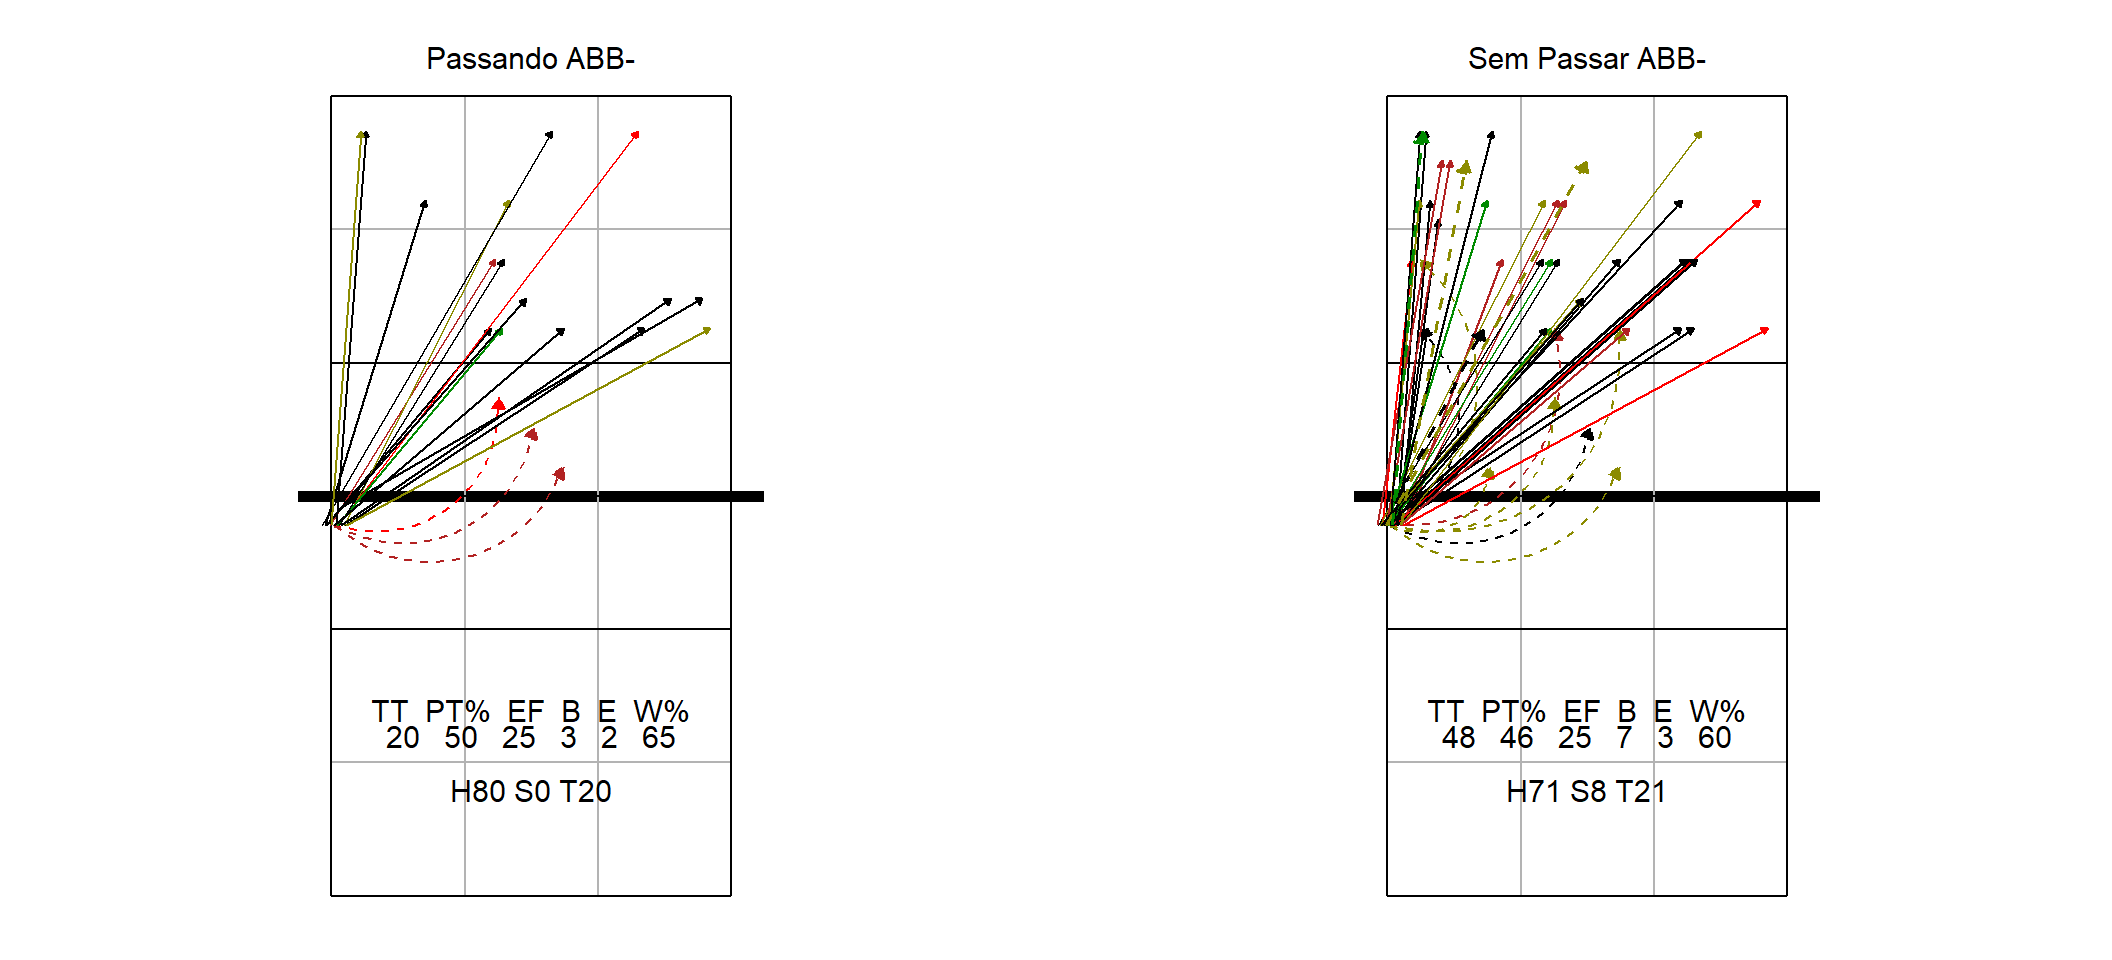 Passando ABB-
TT PT% EF B E W%
20 50 25 3 2 65
H80 S0 T20
Sem Passar ABB-
TT PT% EF B E W%
48 46 25 7 3 60
H71 S8 T21